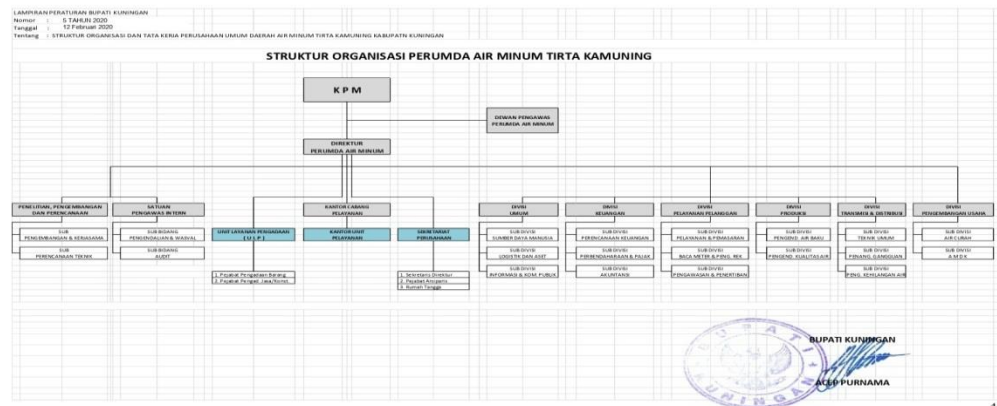 LAMPIRAN PERATURAN BUPATI KUNINGAN
Nomor : 5 TAHUN 2020
Tanggal : 12 Februari 2020
Tentang : STRUKTUR ORGANISASI DAN TATA KERJA PERUSAHAAN UMUM DAERAH AIR MINUM TIRTA KAMUNING KABUPATN KUNINGAN
STRUKTUR ORGANISASI PERUMDA AIR MINUM TIRTA KAMUNING
K P M
DEWAN PENGAWAS
PERUMDA AIR MINUM
DIREKTUR
PERUMDA AIR MINUM
PENELITIAN, PENGEMBANGAN
DAN PERENCANAAN
SUB
PENGEMBANGAN & KERJASAMA
SUB
PERENCANAAN TEKNIK
SATUAN
PENGAWAS INTERN
SUB BIDANG
PENGENDALIAN & WASVAL
SUB BIDANG
AUDIT
UNIT LAYANAN PENGADAAN
( U L P )
1. Pejabat Pengadaan Barang
2. Pejabat Pengad. Jasa/Konst.
KANTOR CABANG
PELAYANAN
KANTOR UNIT
PELAYANAN
SEKRETARIAT
PERUSAHAAN
1. Sekretaris Direktur
2. Pejabat Arsiparis
3. Rumah Tangga
DIVISI
UMUM
SUB DIVISI
SUMBER DAYA MANUSIA
SUB DIVISI
LOGISTIK DAN ASET
SUB DIVISI
INFORMASI & KOM. PUBLIK
DIVISI
KEUANGAN
SUB DIVISI
PERENCANAAN KEUANGAN
SUB DIVISI
PERBENDAHARAAN & PAJAK
SUB DIVISI
AKUNTANSI
DIVISI
PELAYANAN PELANGGAN
SUB DIVISI
PELAYANAN & PEMASARAN
SUB DIVISI
BACA METER & PENG. REK
SUB DIVISI
PENGAWASAN & PENERTIBAN
DIVISI
PRODUKSI
SUB DIVISI
PENGEND. AIR BAKU
SUB DIVISI
PENGEND. KUALITAS AIR
DIVISI
TRANSMISI & DISTRIBUSI
SUB DIVISI
TEKNIK UMUM
SUB DIVISI
PENANG. GANGGUAN
SUB DIVISI
PENG. KEHILANGAN AIR
DIVISI
PENGEMBANGAN USAHA
SUB DIVISI
AIR CURAH
SUB DIVISI
A M D K
BUPATI KUNINGAN
BUPATI
KUNINGAN
ACEP PURNAMA